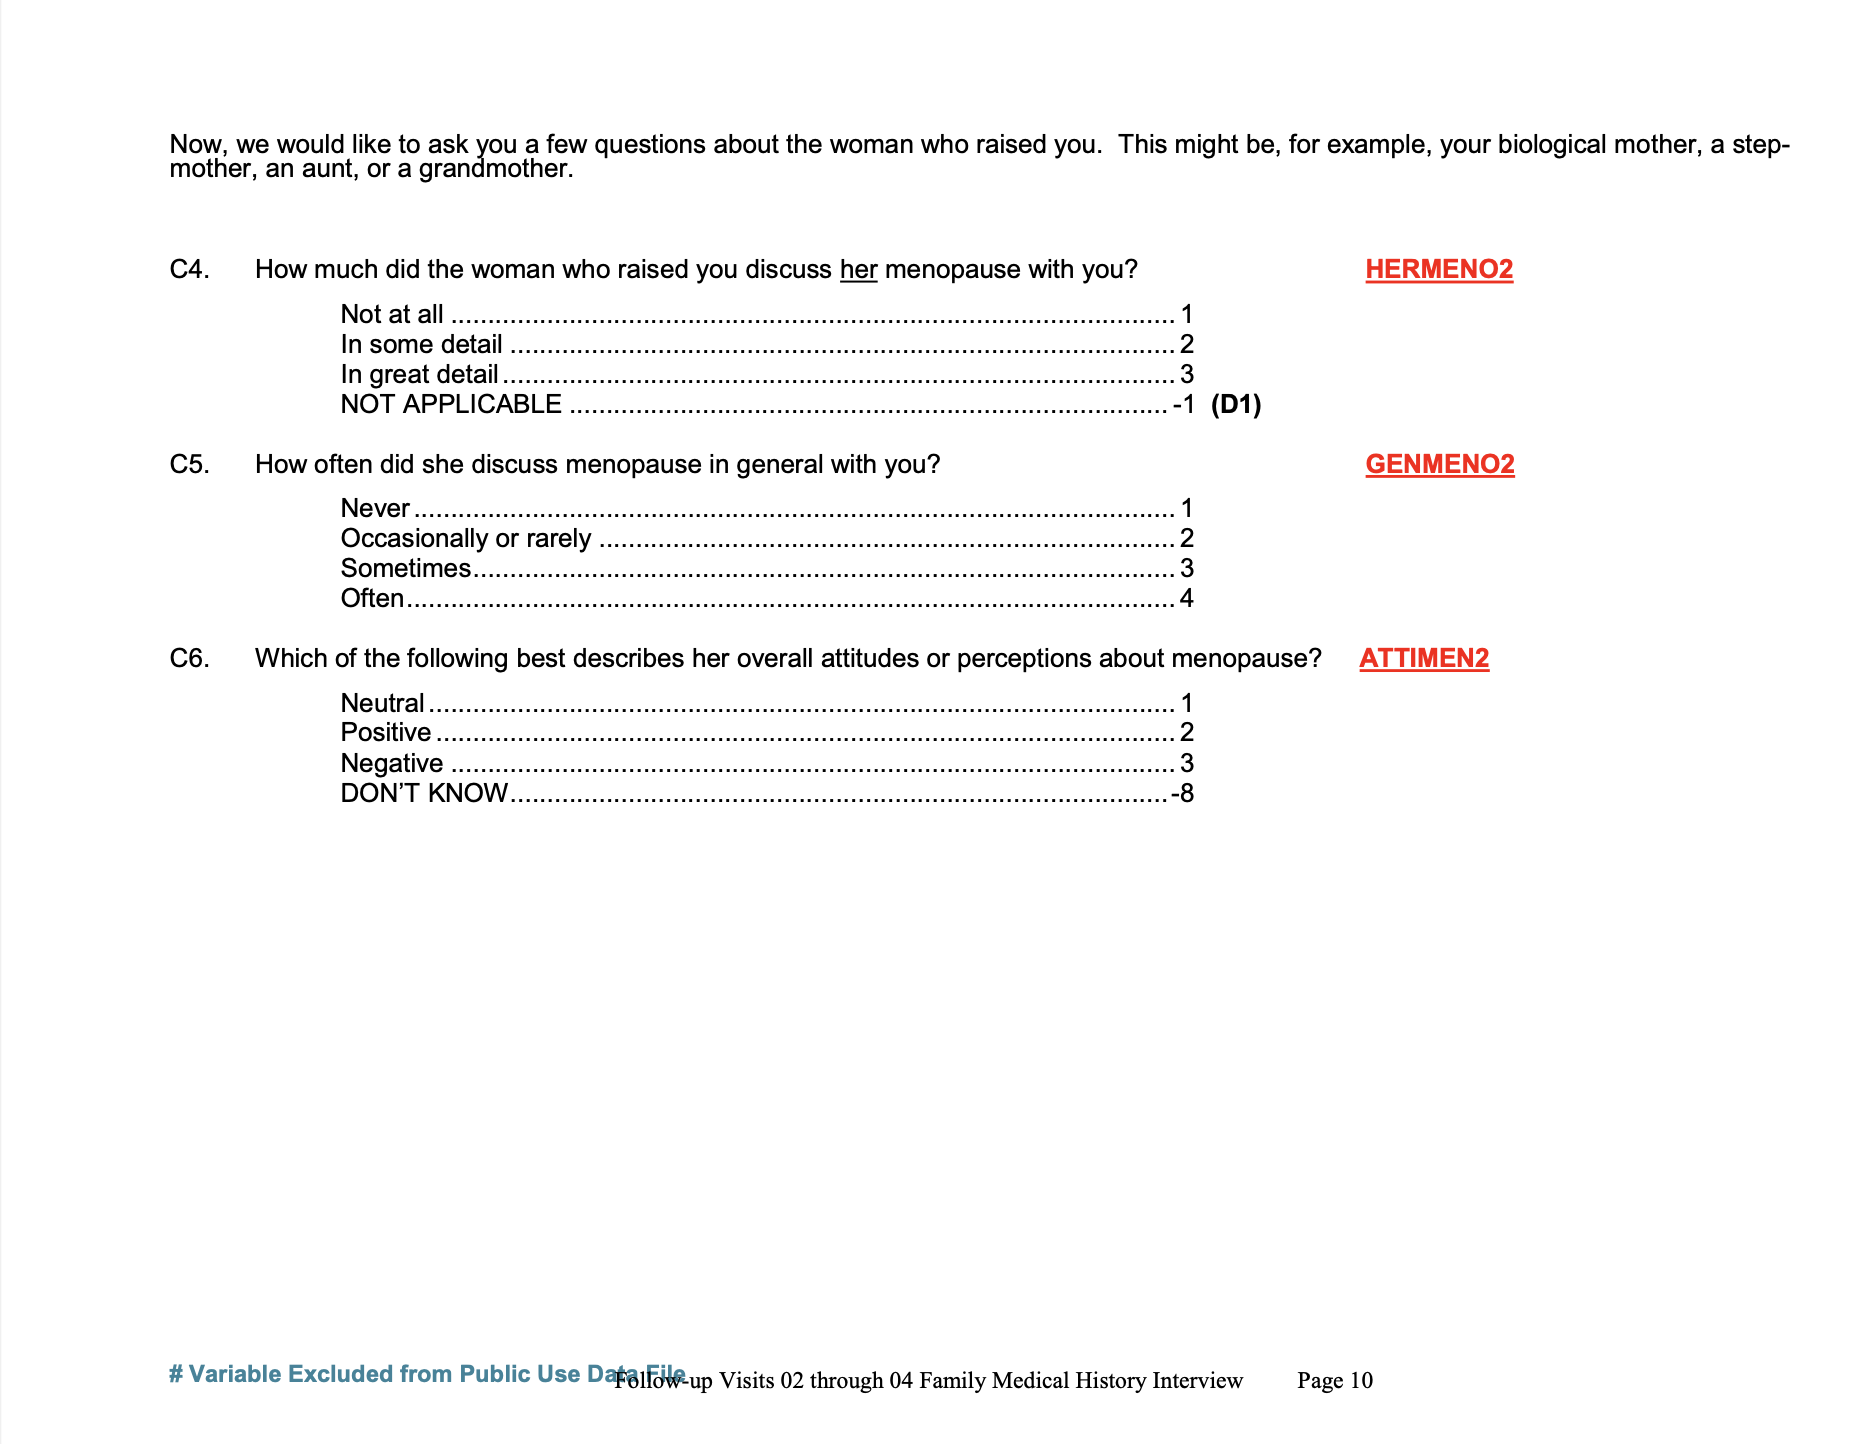 Now, we would like to ask you a few questions about the woman who raised you.  This might be, for example, your biological mother, a step-
mother, an aunt, or a grandmother.
C4. How much did the woman who raised you discuss her menopause with you? HERMENO2
Not at all ........................................................................................................ 1
In some detail ................................................................................................ 2
In great detail ................................................................................................. 3
NOT APPLICABLE ...................................................................................... -1 (D1)
C5. How often did she discuss menopause in general with you? GENMENO2
Never ............................................................................................................. 1
Occasionally or rarely ................................................................................... 2
Sometimes..................................................................................................... 3
Often............................................................................................................... 4
C6. Which of the following best describes her overall attitudes or perceptions about menopause? ATTIMEN2
Neutral ........................................................................................................... 1
Positive .......................................................................................................... 2
Negative ........................................................................................................ 3
DON’T KNOW............................................................................................... -8
# Variable Excluded from Public Use Data File
Follow-up Visits 02 through 04 Family Medical History Interview Page 10